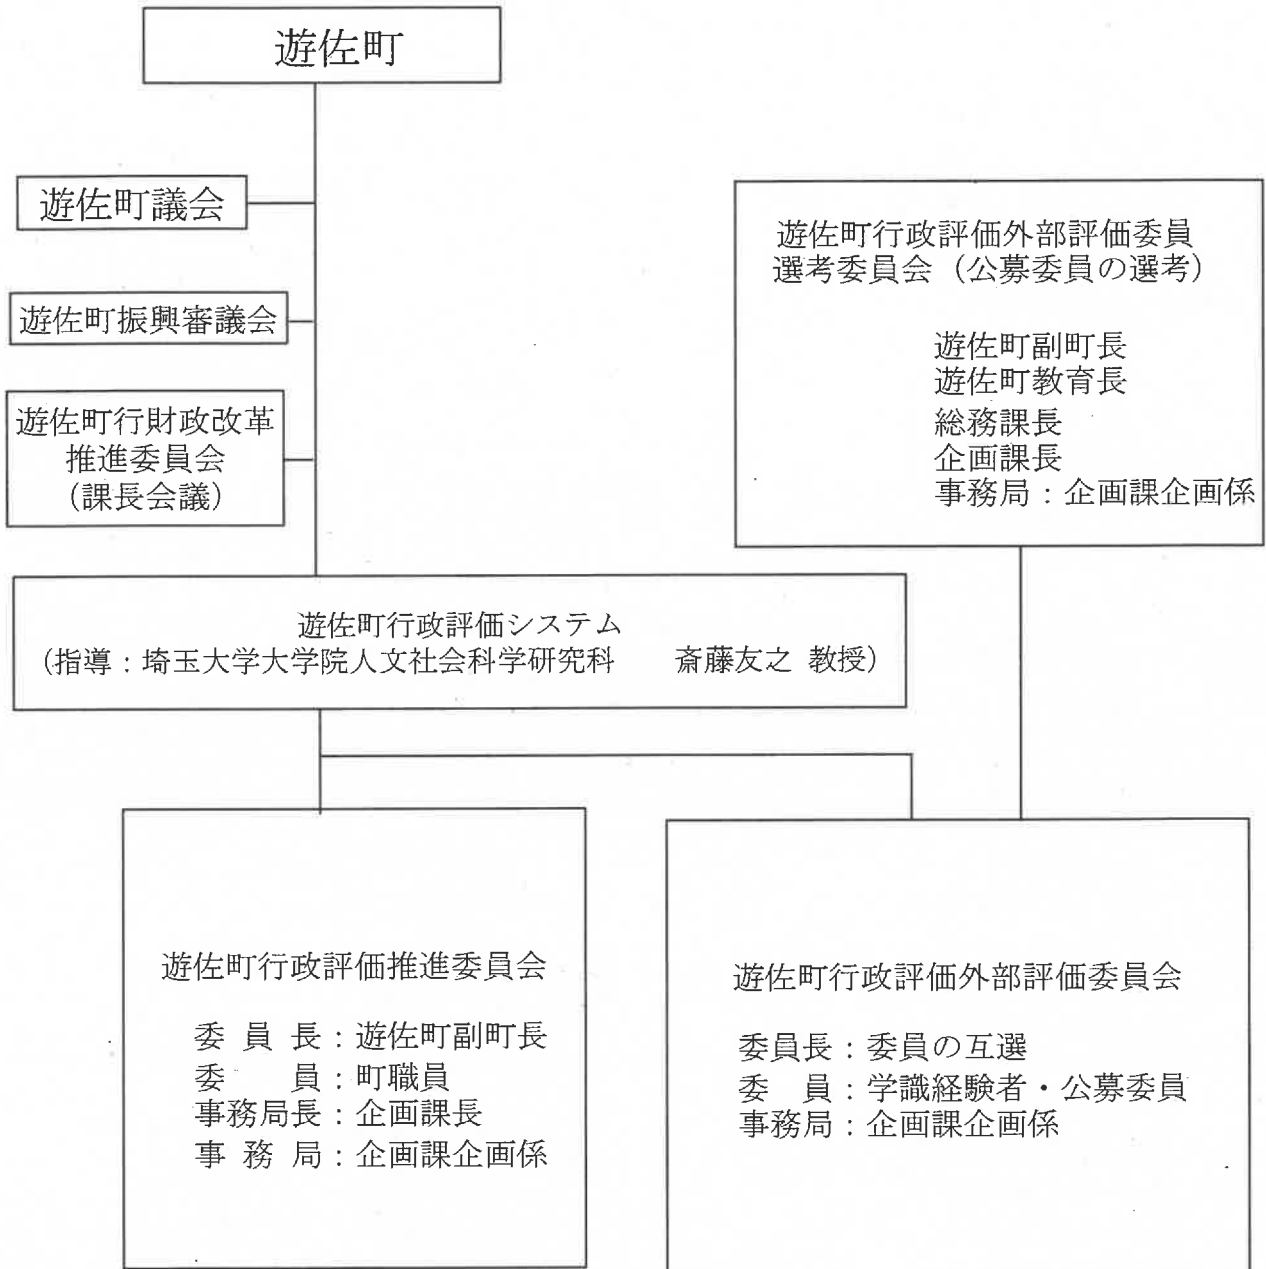 遊佐町
遊佐町議会
遊佐町振興審議会
遊佐町行財政改革
推進委員会
（課長会議）
遊佐町行政評価外部評価委員
選考委員会（公募委員の選考）
遊佐町副町長
遊佐町教育長
総務課長
企画課長
事務局：企画課企画係
遊佐町行政評価システム
（指導：埼玉大学大学院人文社会科学研究科　　斎藤友之 教授）
遊佐町行政評価推進委員会
委 員 長：遊佐町副町長
委　　員：町職員
事務局長：企画課長
事 務 局：企画課企画係
遊佐町行政評価外部評価委員会
委員長：委員の互選
委　員：学識経験者・公募委員
事務局：企画課企画係